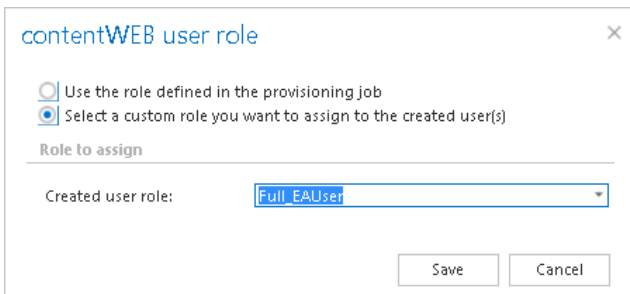 contentWEB user role
Use the role defined in the provisioning job
Select a custom role you want to assign to the created user(s)
Role to assign
Created user role: Full_EAUser
Save Cancel